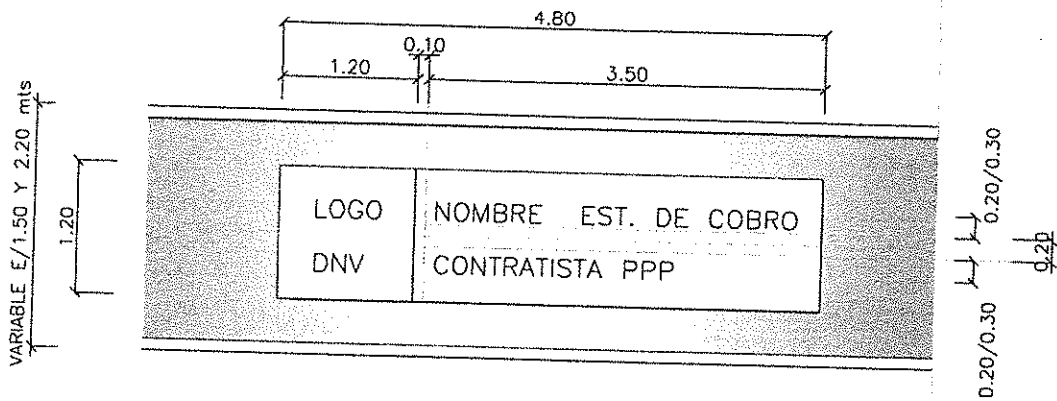 4.80
0.10
1.20
3.50
VARIABLE E/1.50 Y 2.20 mts
1.20
LOGO
DNV
NOMBRE EST. DE COBRO
CONTRATISTA PPP
0.20/0.30
0.20
0.20/0.30